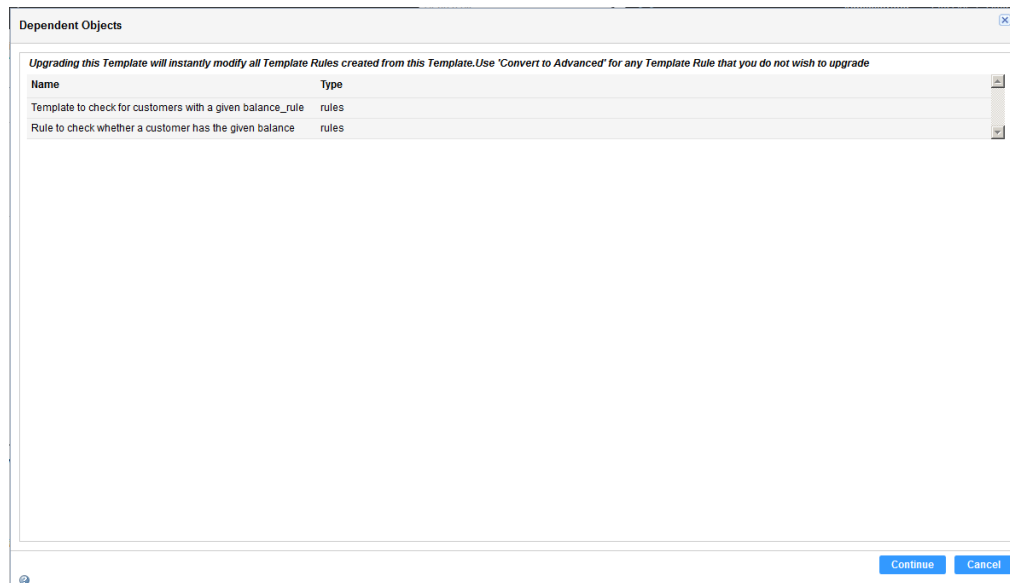 Dependent Objects
Upgrading this Template will instantly modify all Template Rules created from this Template.Use 'Convert to Advanced' for any Template Rule that you do not wish to upgrade
Name Type
Template to check for customers with a given balance_rule rules
Rule to check whether a customer has the given balance rules
Continue Cancel